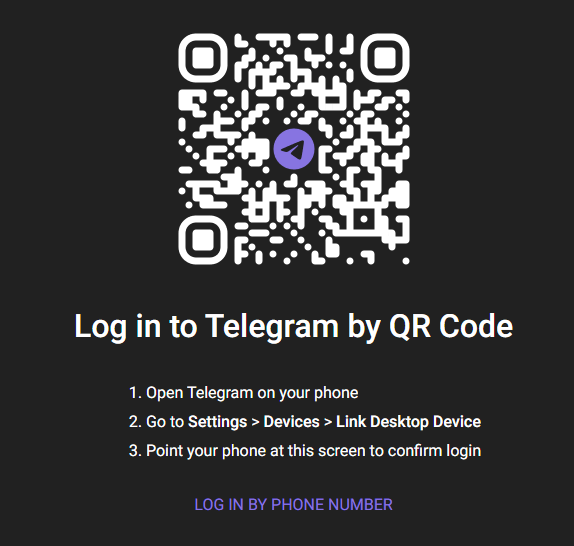 Log in to Telegram by QR Code
1. Open Telegram on your phone
2. Go to Settings > Devices > Link Desktop Device
3. Point your phone at this screen to confirm login
LOG IN BY PHONE NUMBER